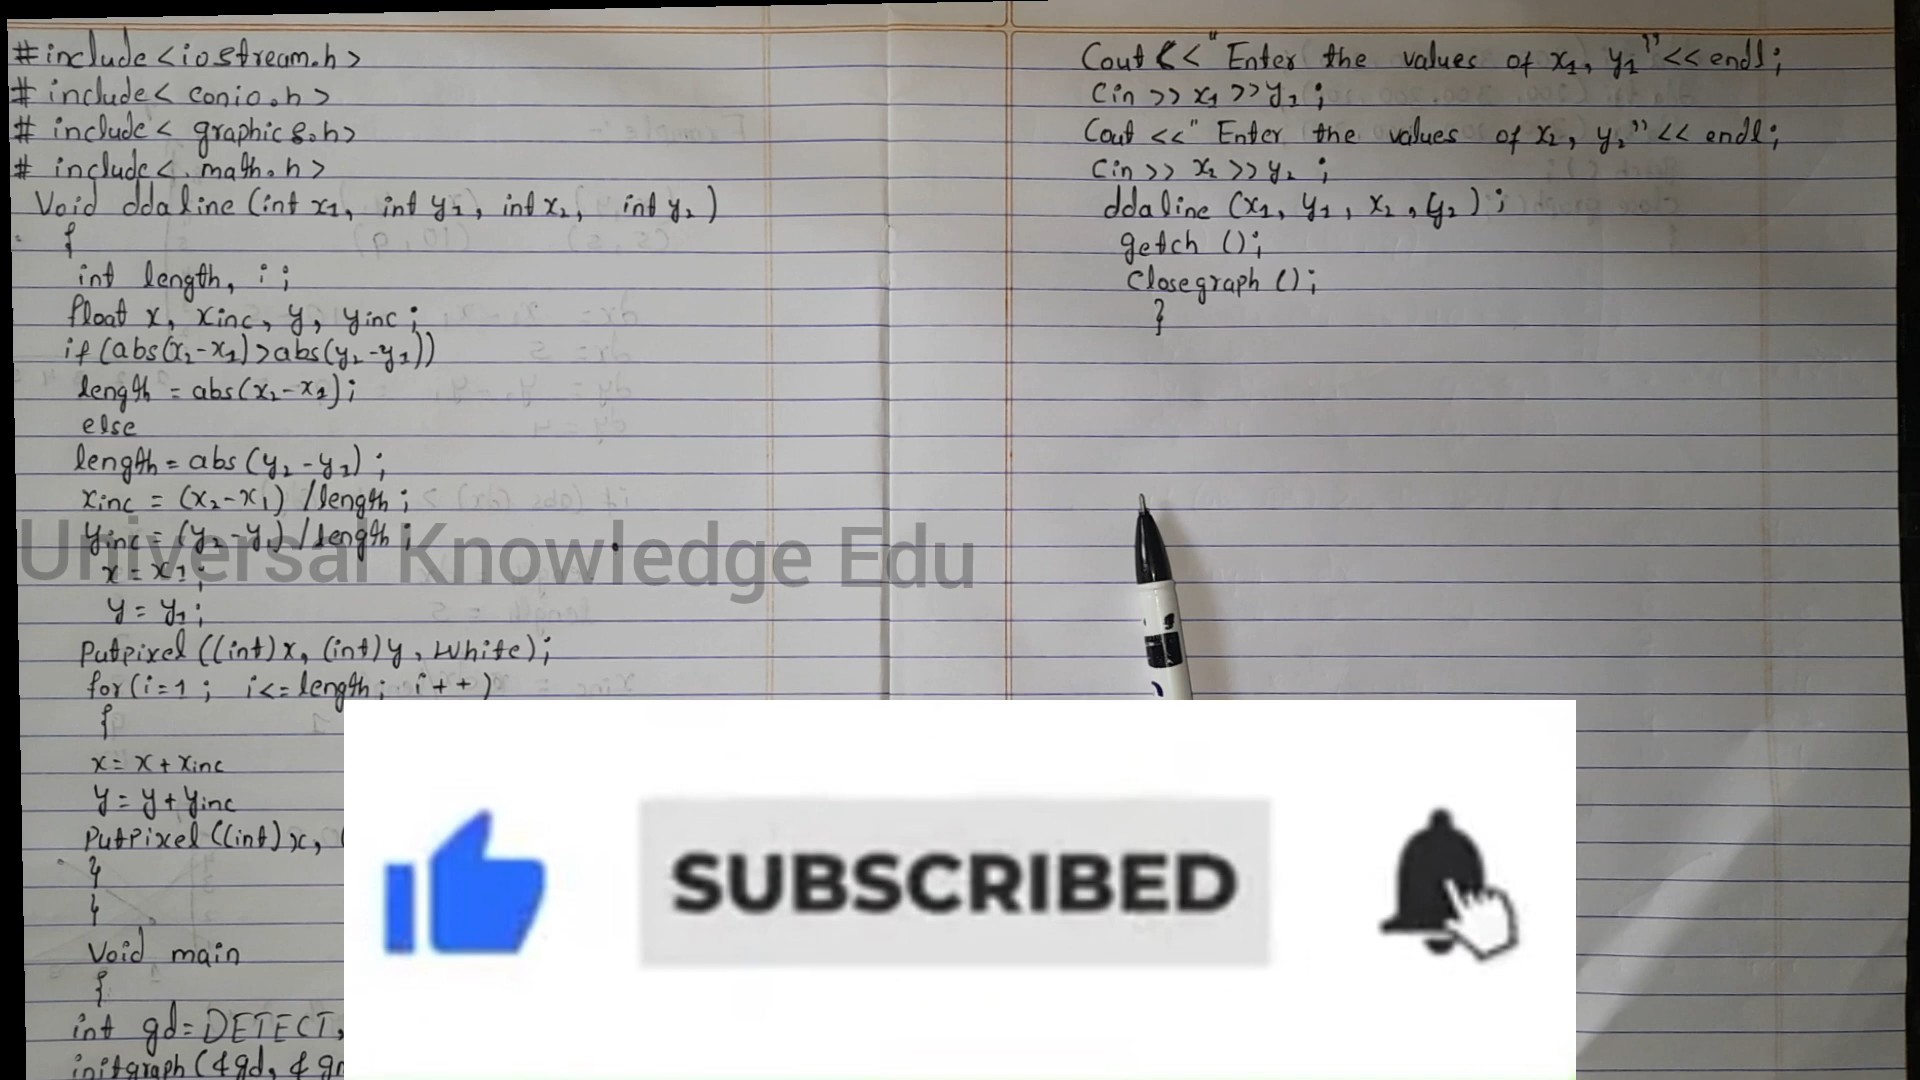 #include<iostream.h>
# include< conio.h>
# include< graphics.h>
# include< math.h>
Void ddaline (int x1, int y1, int x2, int y2)
{
int length, i ;
float x, xinc, y, yinc ;
if (abs(x2-x1)>abs(y2-y1))
length = abs(x2-x1) ;
else
length = abs (y2-y1) ;
xinc = (x2-x1) /length ;
yinc = (y2-y1) /length ;
x = x1 ;
y = y1 ;
Putpixel ((int) x, (int) y, White) ;
for (i=1 ; i<= length ; i++)
{
x = x + xinc
y = y + yinc
PutPixel ((int) x, (
}
}
Void main
{
int gd= DETECT,
initgraph (&gd, &gm
Cout << " Enter the values of x1, y1 " << endl ;
Cin >> x1 >> y1 ;
Cout << " Enter the values of x2, y2 " << endl ;
Cin >> x2 >> y2 ;
ddaline (x1, y1, x2, y2) ;
getch () ;
Closegraph () ;
}
Universal Knowledge Edu
SUBSCRIBED